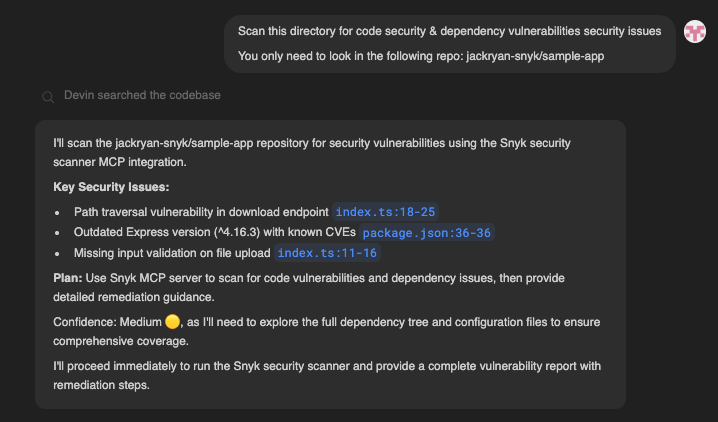 Scan this directory for code security & dependency vulnerabilities security issues
You only need to look in the following repo: jackryan-snyk/sample-app
Devin searched the codebase
I'll scan the jackryan-snyk/sample-app repository for security vulnerabilities using the Snyk security
scanner MCP integration.
Key Security Issues:
• Path traversal vulnerability in download endpoint index.ts:18-25
• Outdated Express version (^4.16.3) with known CVEs package.json:36-36
• Missing input validation on file upload index.ts:11-16
Plan: Use Snyk MCP server to scan for code vulnerabilities and dependency issues, then provide
detailed remediation guidance.
Confidence: Medium 🟡, as I'll need to explore the full dependency tree and configuration files to ensure
comprehensive coverage.
I'll proceed immediately to run the Snyk security scanner and provide a complete vulnerability report with
remediation steps.